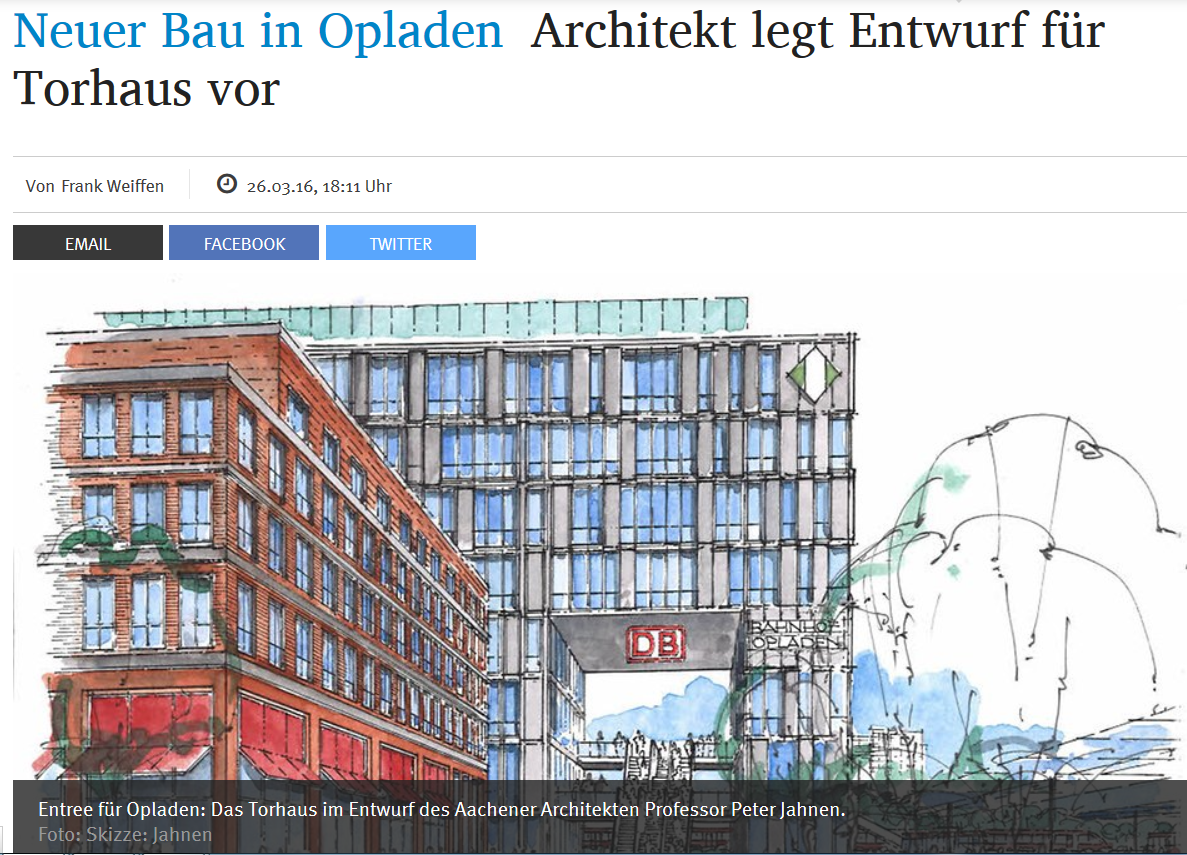 Neuer Bau in Opladen Architekt legt Entwurf für
Torhaus vor
Von Frank Weiffen 26.03.16, 18:11 Uhr
EMAIL FACEBOOK TWITTER
DB
BAHNHOF
OPLADEN
Entree für Opladen: Das Torhaus im Entwurf des Aachener Architekten Professor Peter Jahnen.
Foto: Skizze: Jahnen